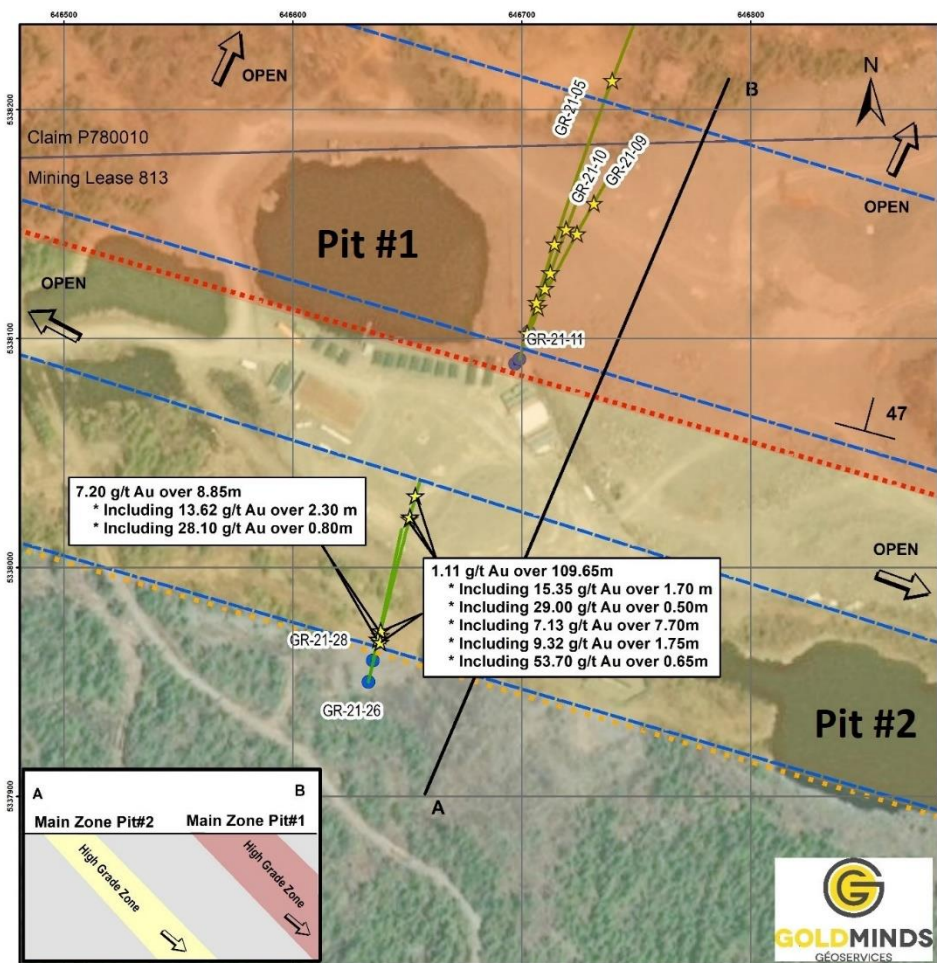 646500
646600
646700
646800
B
N
OPEN
GR-21-05
5338200
Claim P780010
GR-21-10
GR-21-09
Mining Lease 813
OPEN
Pit #1
OPEN
5338100
GR-21-11
47
7.20 g/t Au over 8.85m
* Including 13.62 g/t Au over 2.30 m
* Including 28.10 g/t Au over 0.80m
OPEN
5338000
1.11 g/t Au over 109.65m
* Including 15.35 g/t Au over 1.70 m
* Including 29.00 g/t Au over 0.50m
* Including 7.13 g/t Au over 7.70m
* Including 9.32 g/t Au over 1.75m
* Including 53.70 g/t Au over 0.65m
GR-21-28
GR-21-26
Pit #2
5337900
A
A
B
Main Zone Pit#2
Main Zone Pit#1
High Grade Zone
High Grade Zone
G
GOLDMINDS
GÉOSERVICES